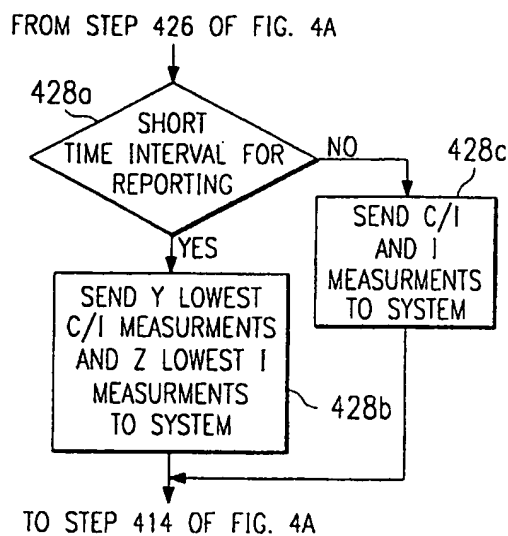 FROM STEP 426 OF FIG. 4A
428a
SHORT
TIME INTERVAL FOR
REPORTING
NO
428c
SEND C/I
AND I
MEASURMENTS
TO SYSTEM
YES
SEND Y LOWEST
C/I MEASURMENTS
AND Z LOWEST I
MEASURMENTS
TO SYSTEM
428b
TO STEP 414 OF FIG. 4A